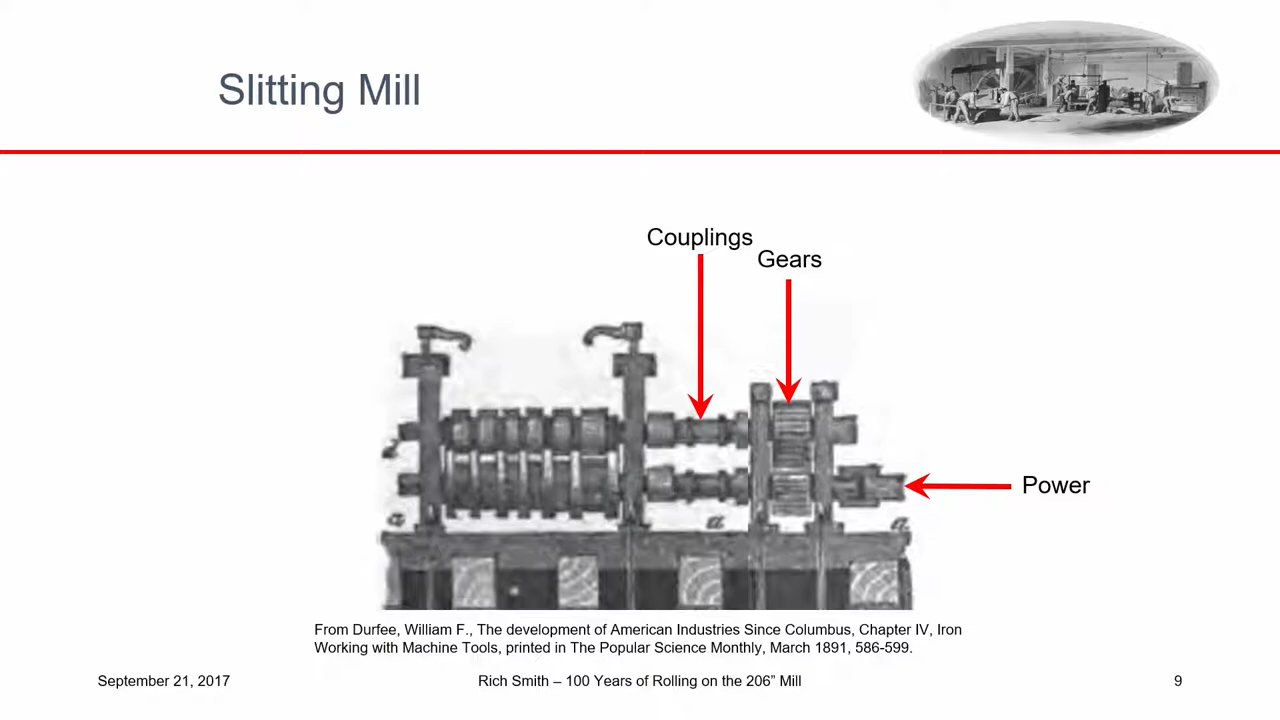 Slitting Mill
Couplings
Gears
Power
a
a
a
From Durfee, William F., The development of American Industries Since Columbus, Chapter IV, Iron
Working with Machine Tools, printed in The Popular Science Monthly, March 1891, 586-599.
September 21, 2017
Rich Smith – 100 Years of Rolling on the 206” Mill
9